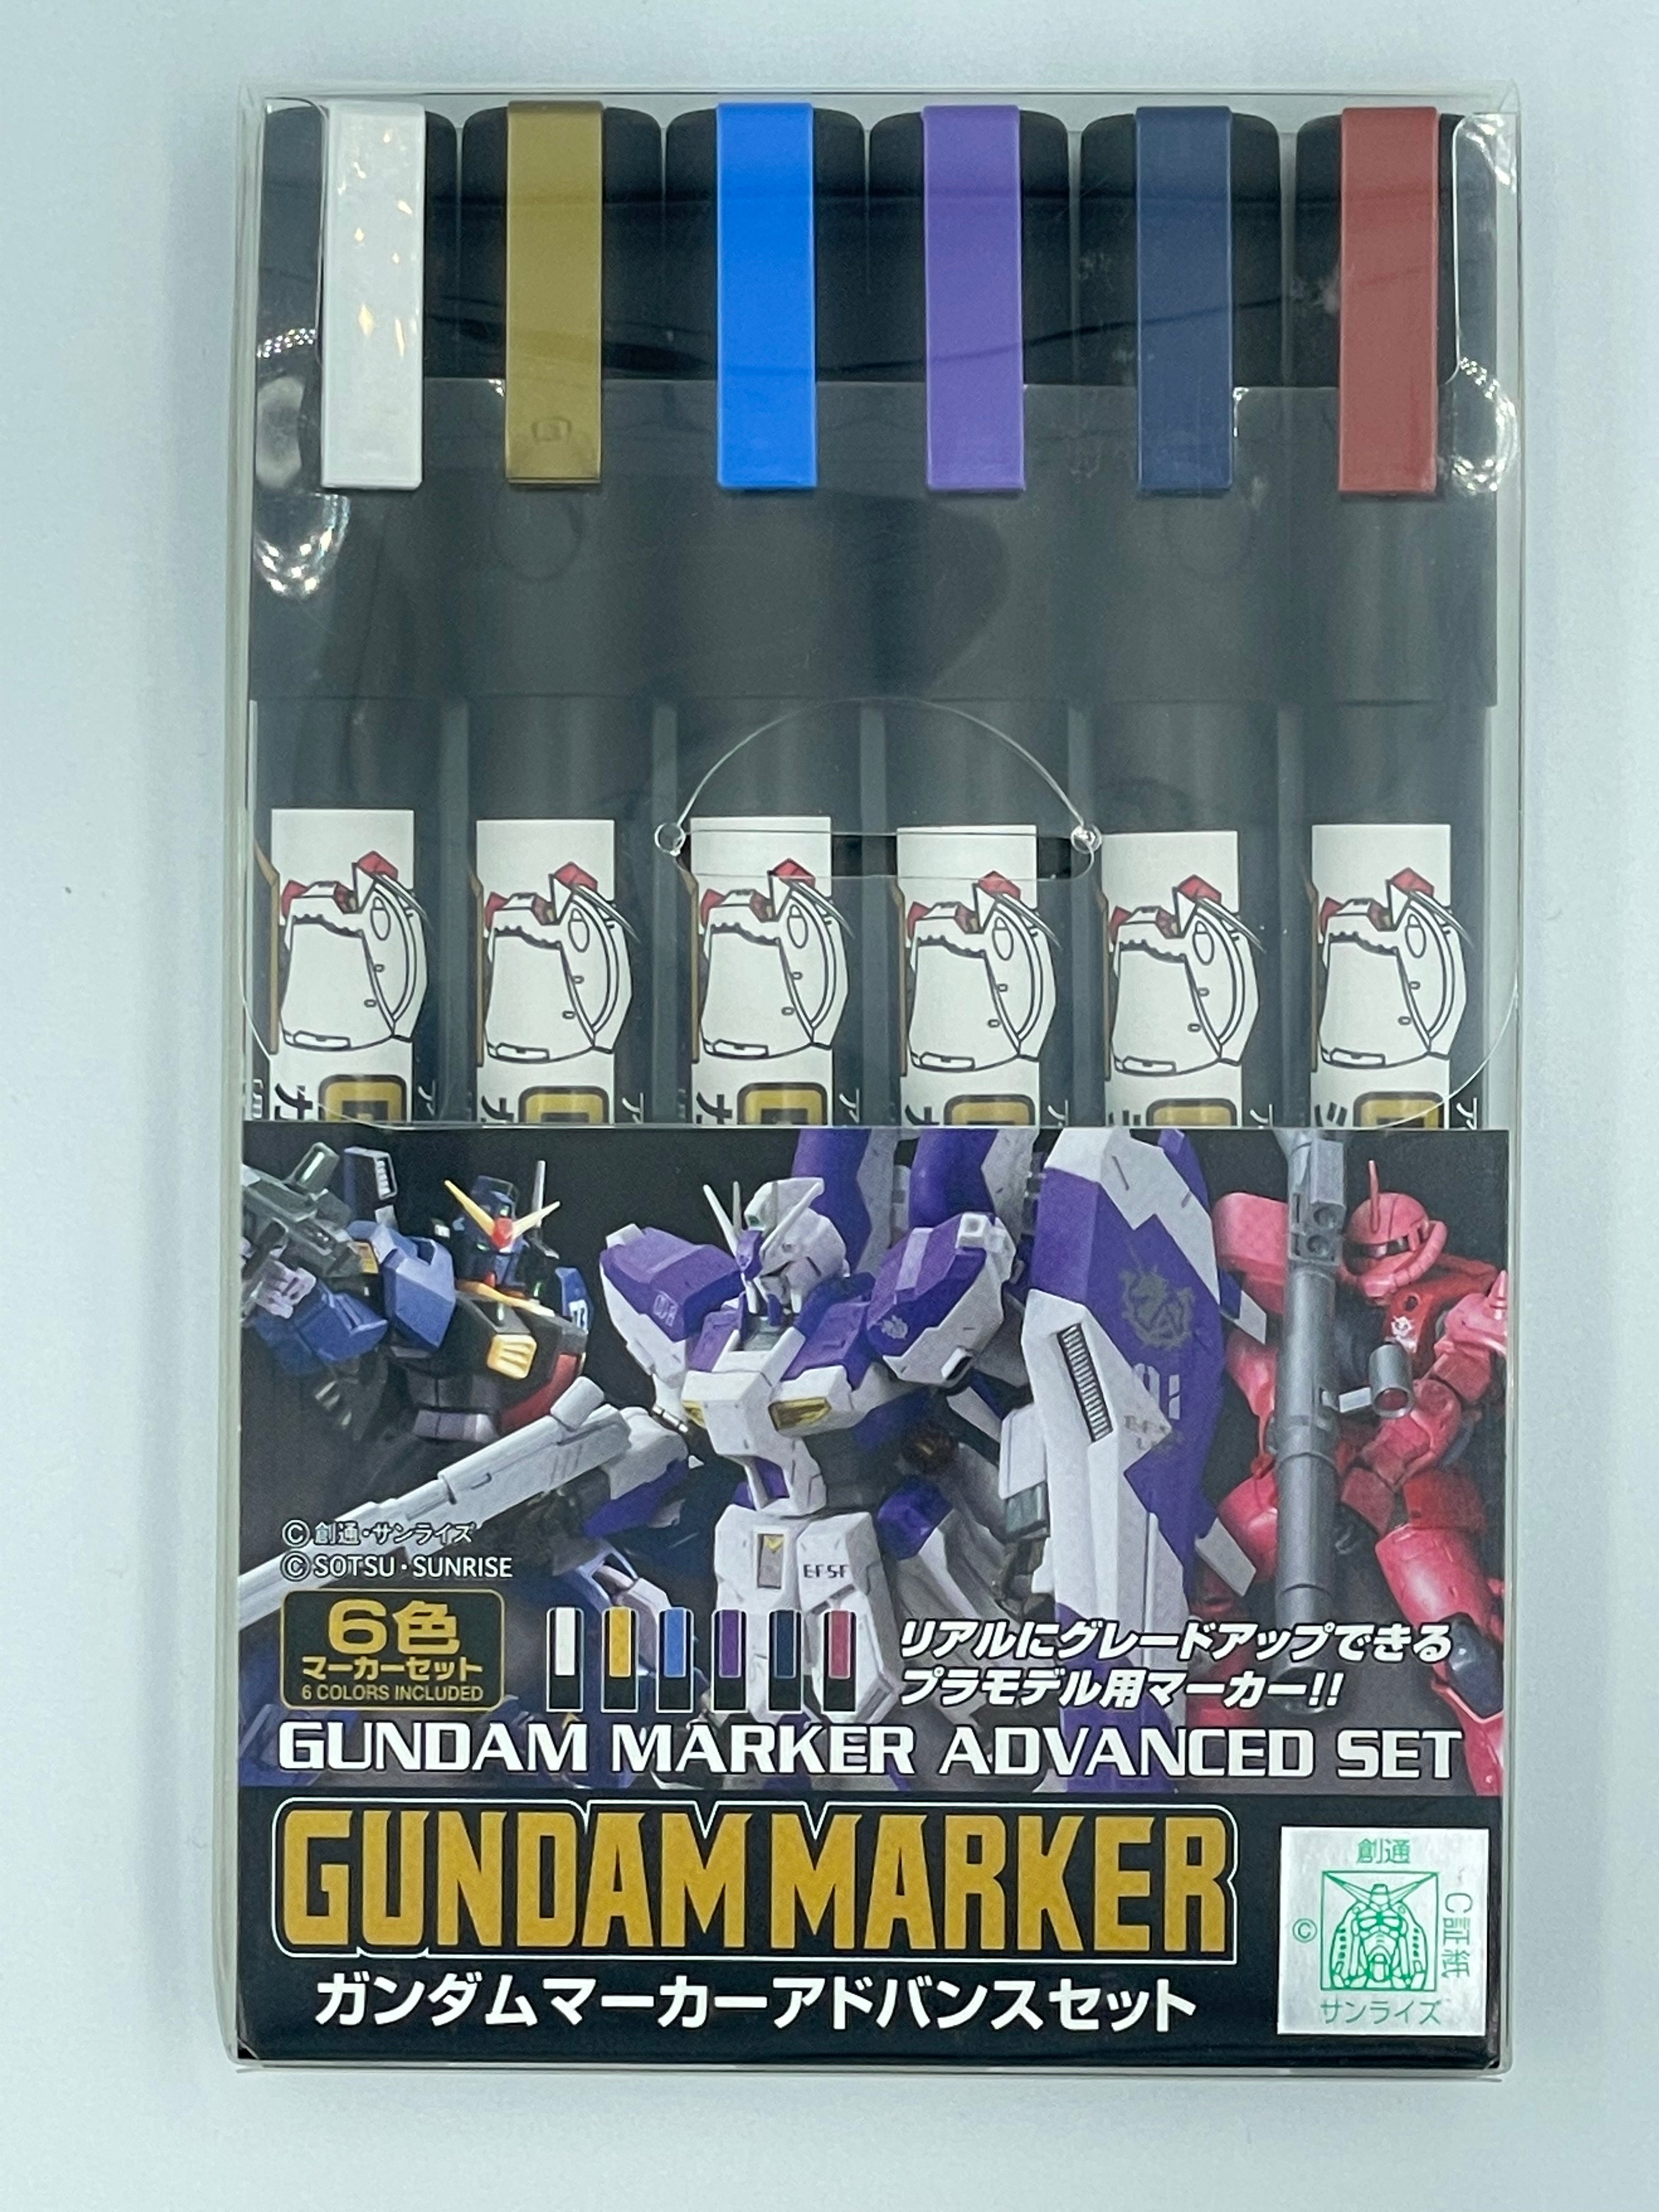 ©創通・サンライズ
©SOTSU・SUNRISE
6色
マーカーセット
6 COLORS INCLUDED
EFSF
リアルにグレードアップできる
プラモデル用マーカー!!
GUNDAM MARKER ADVANCED SET
GUNDAM MARKER
ガンダムマーカーアドバンスセット
創通
©
C証紙
サンライズ